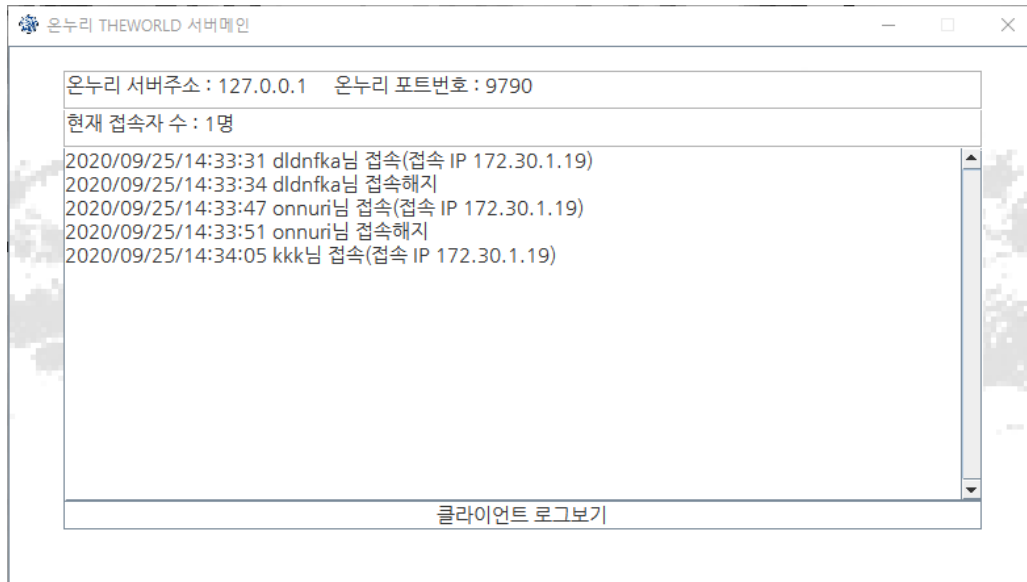 온누리 THEWORLD 서버메인
온누리 서버주소 : 127.0.0.1 온누리 포트번호 : 9790
현재 접속자 수 : 1명
2020/09/25/14:33:31 dldnfka님 접속(접속 IP 172.30.1.19)
2020/09/25/14:33:34 dldnfka님 접속해지
2020/09/25/14:33:47 onnuri님 접속(접속 IP 172.30.1.19)
2020/09/25/14:33:51 onnuri님 접속해지
2020/09/25/14:34:05 kkk님 접속(접속 IP 172.30.1.19)
클라이언트 로그보기